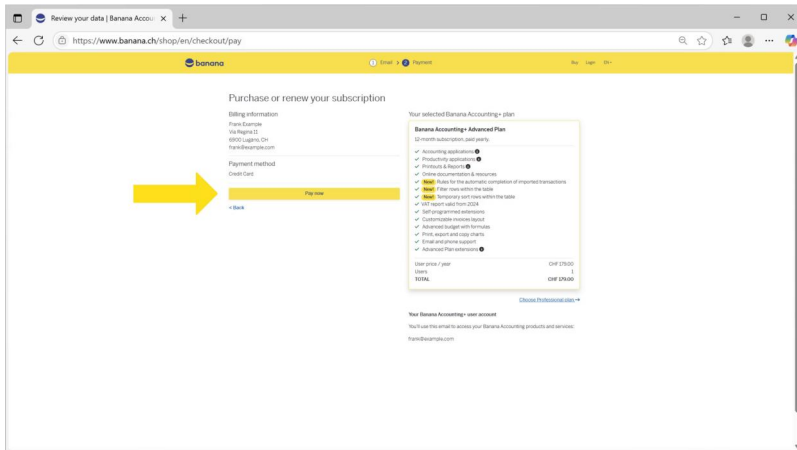 Review your data | Banana Accou
https://www.banana.ch/shop/en/checkout/pay
banana
1 Email > 2 Payment
Buy Login EN
Purchase or renew your subscription
Billing information
Frank Example
Via Regina 11
6900 Lugano, CH
frank@example.com
Payment method
Credit Card
Pay now
< Back
Your selected Banana Accounting+ plan
Banana Accounting+ Advanced Plan
12-month subscription, paid yearly.
Accounting applications
Productivity applications
Printouts & Reports
Online documentation & resources
New! Rules for the automatic completion of imported transactions
New! Filter rows within the table
New! Temporary sort rows within the table
VAT report valid from 2024
Self-programmed extensions
Customizable invoices layout
Advanced budget with formulas
Print, export and copy charts
Email and phone support
Advanced Plan extensions
User price / year CHF 179.00
Users 1
TOTAL CHF 179.00
Choose Professional plan
Your Banana Accounting+ user account
You'll use this email to access your Banana Accounting products and services:
frank@example.com